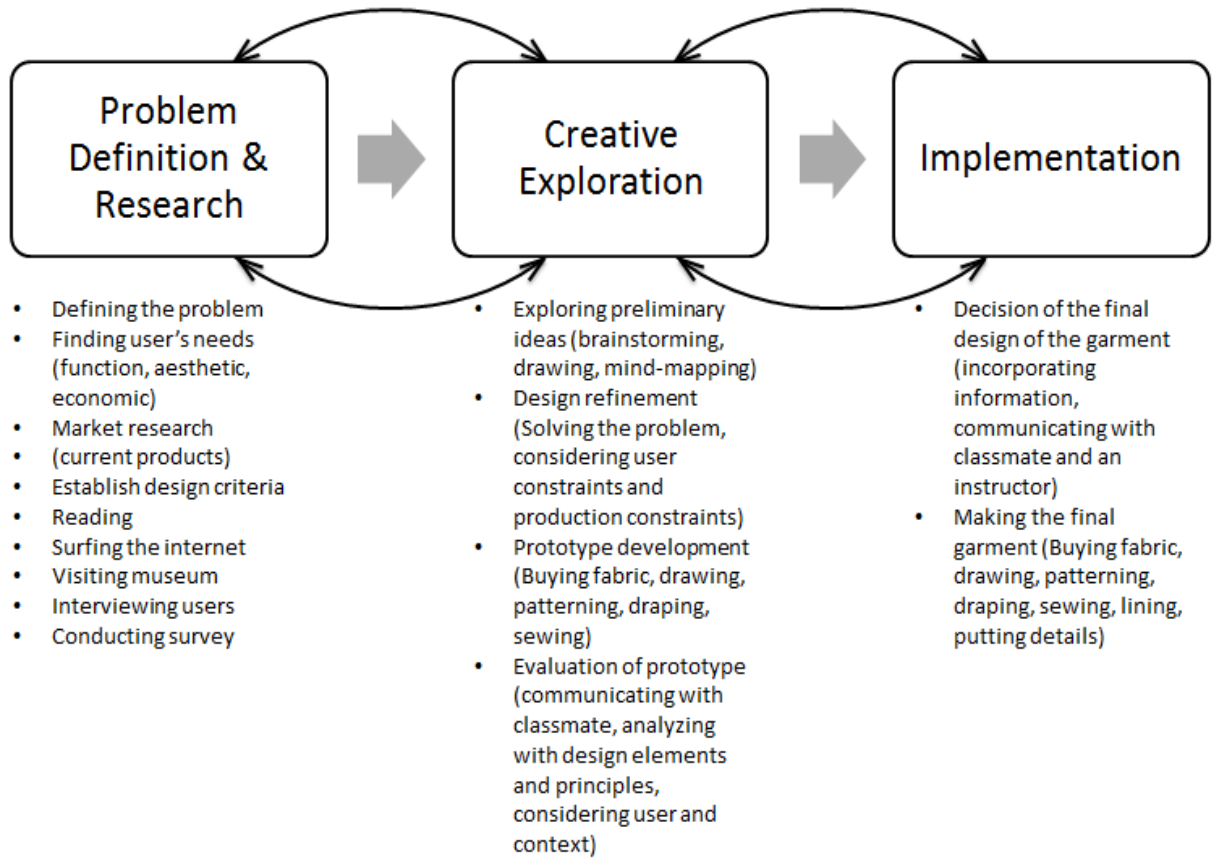 Problem
Definition &
Research
Creative
Exploration
Implementation
• Defining the problem
• Finding user's needs
(function, aesthetic,
economic)
• Market research
• (current products)
• Establish design criteria
• Reading
• Surfing the internet
• Visiting museum
• Interviewing users
• Conducting survey
• Exploring preliminary
ideas (brainstorming,
drawing, mind-mapping)
• Design refinement
(Solving the problem,
considering user
constraints and
production constraints)
• Prototype development
(Buying fabric, drawing,
patterning, draping,
sewing)
• Evaluation of prototype
(communicating with
classmate, analyzing
with design elements
and principles,
considering user and
context)
• Decision of the final
design of the garment
(incorporating
information,
communicating with
classmate and an
instructor)
• Making the final
garment (Buying fabric,
drawing, patterning,
draping, sewing, lining,
putting details)